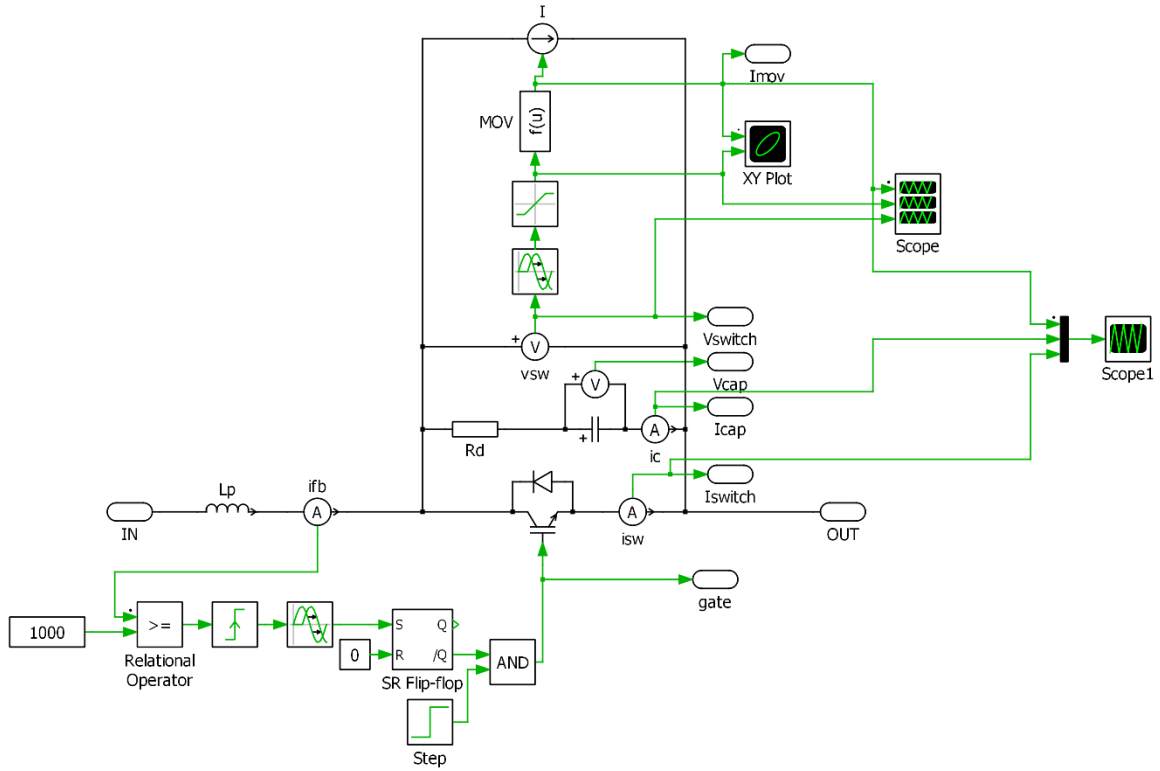 I
Imov
MOV
f(u)
XY Plot
Scope
+
V
vsw
Vswitch
+
V
Vcap
Scope1
Rd
+
A
ic
Icap
Lp
ifb
A
IN
A
isw
Iswitch
OUT
gate
1000
>=
Relational
Operator
S
Q
R
/Q
0
SR Flip-flop
AND
Step